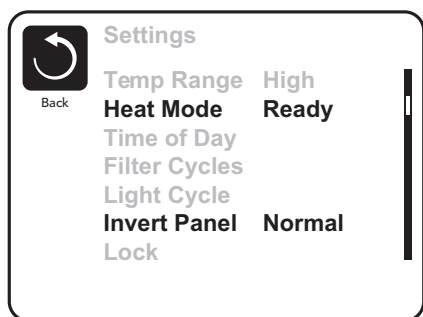 Settings
Back
Temp Range High
Heat Mode Ready
Time of Day
Filter Cycles
Light Cycle
Invert Panel Normal
Lock